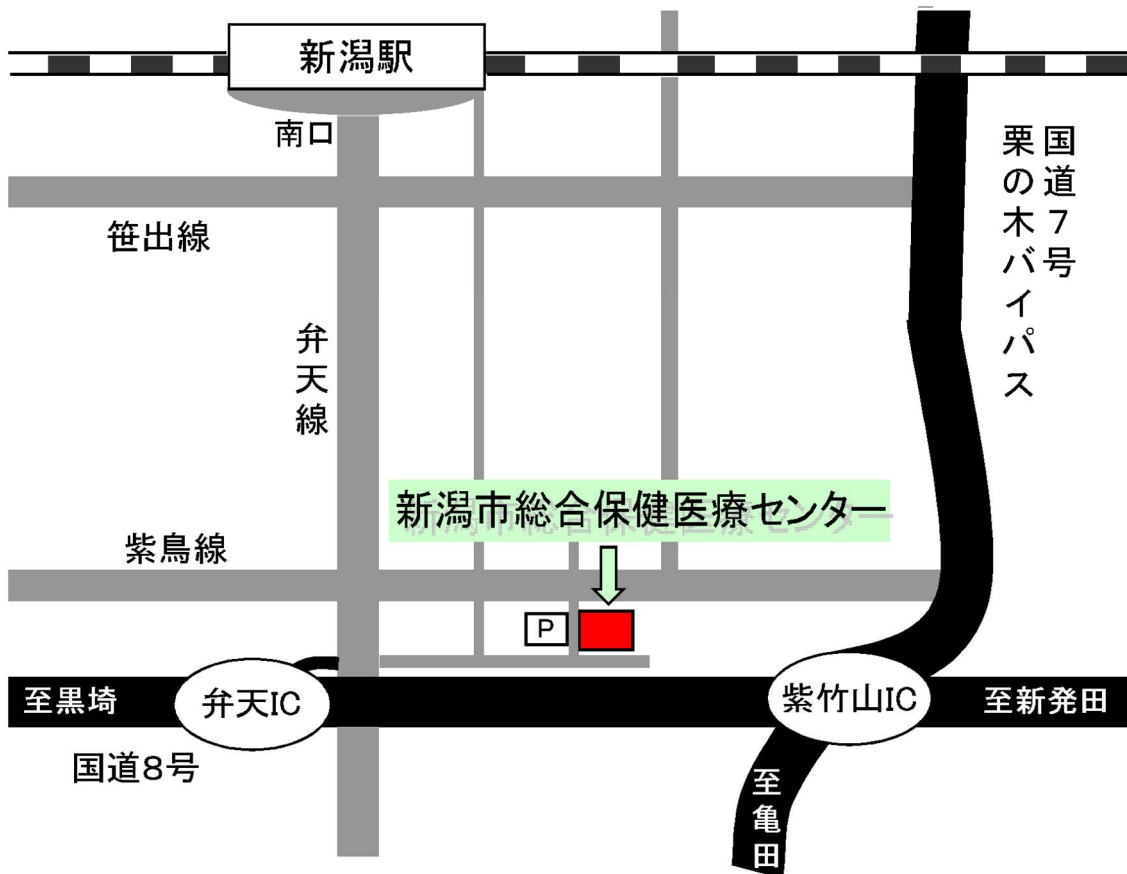 新潟駅
南口
国道7号
栗の木バイパス
笹出線
弁天線
新潟市総合保健医療センター
紫鳥線
P
至黒埼
弁天IC
紫竹山IC
至新発田
国道8号
至亀田